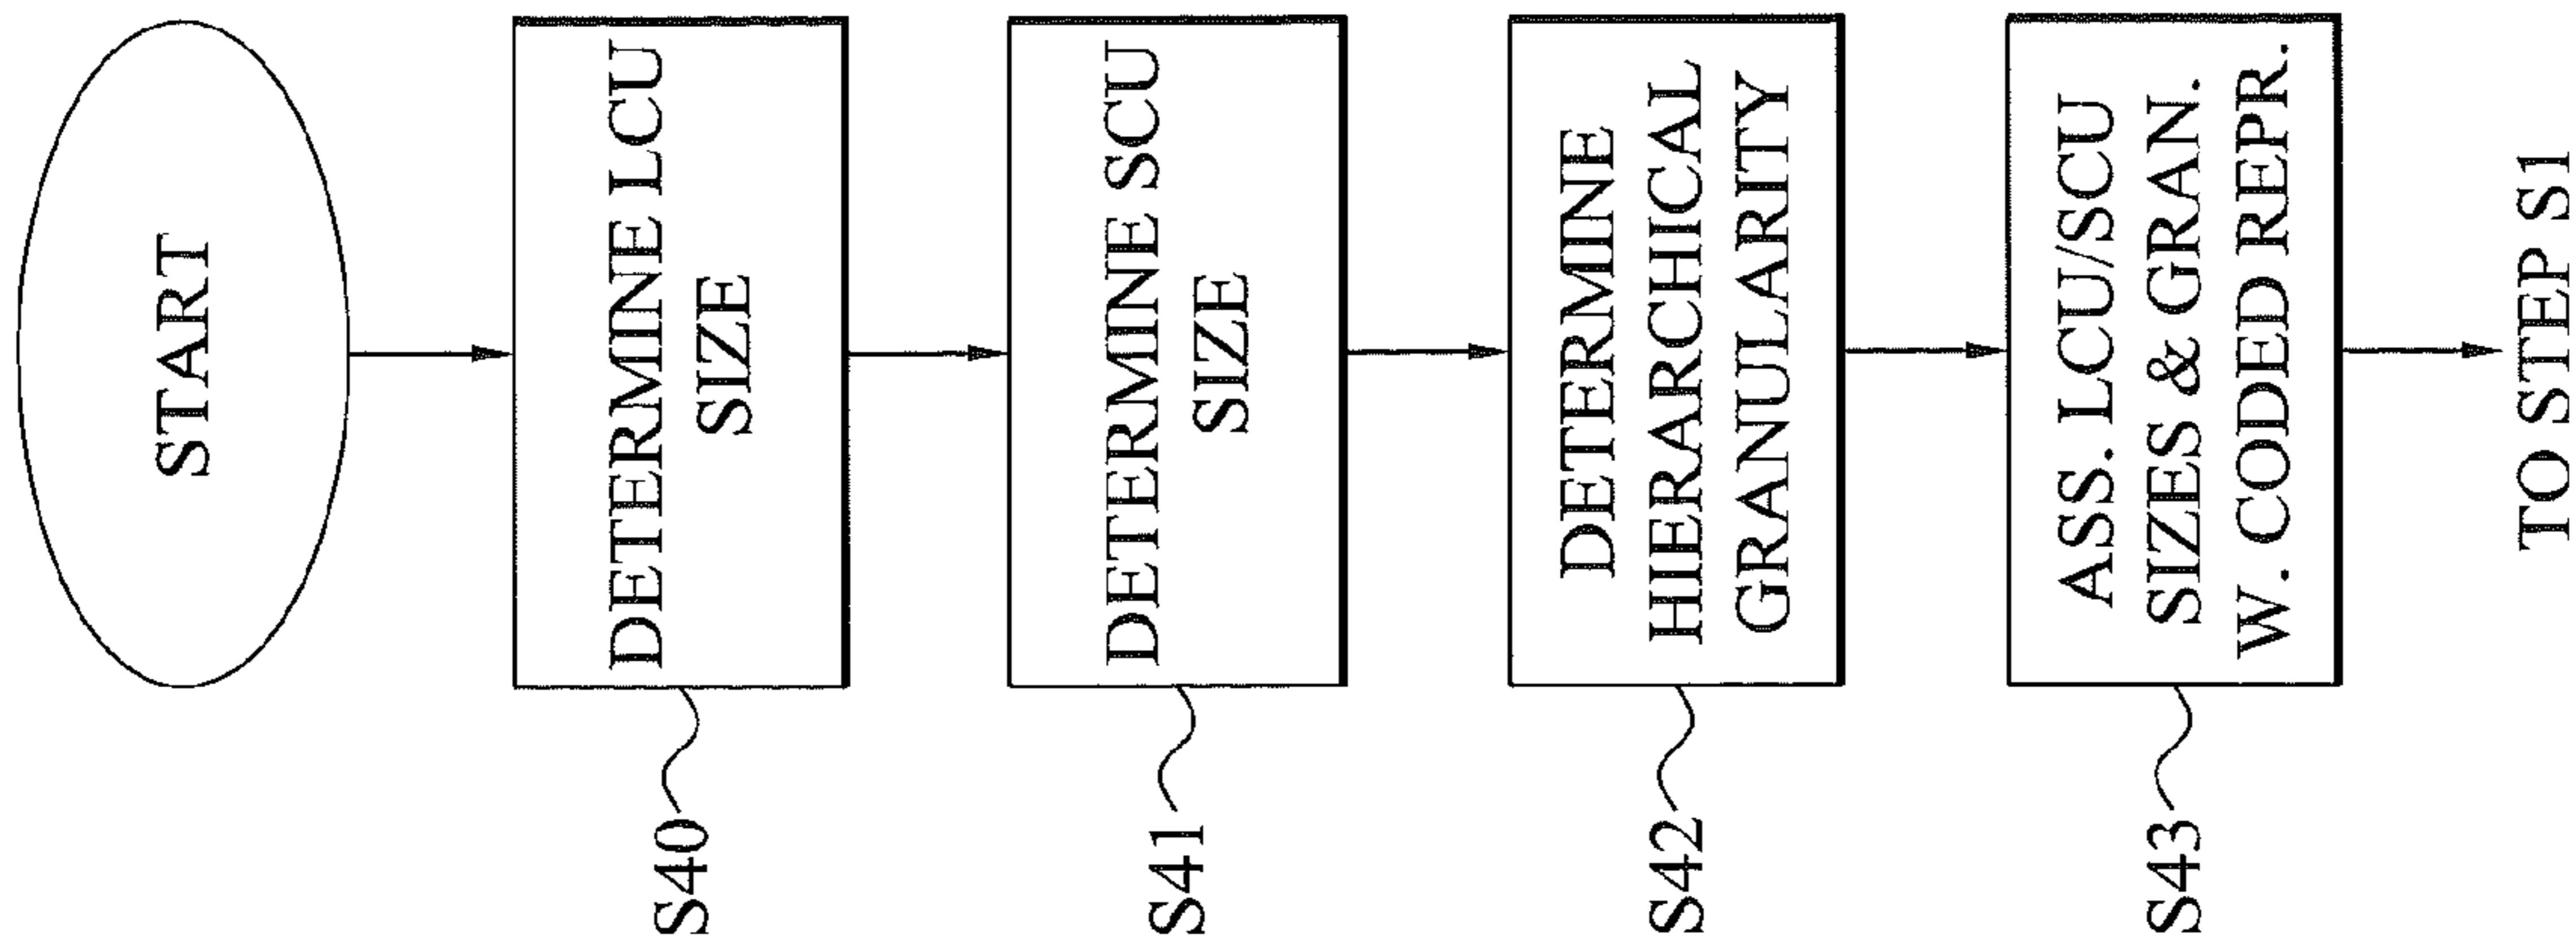 START
S40
DETERMINE LCU
SIZE
S41
DETERMINE SCU
SIZE
S42
DETERMINE
HIERARCHICAL
GRANULARITY
S43
ASS. LCU/SCU
SIZES & GRAN.
W. CODED REPR.
TO STEP S1